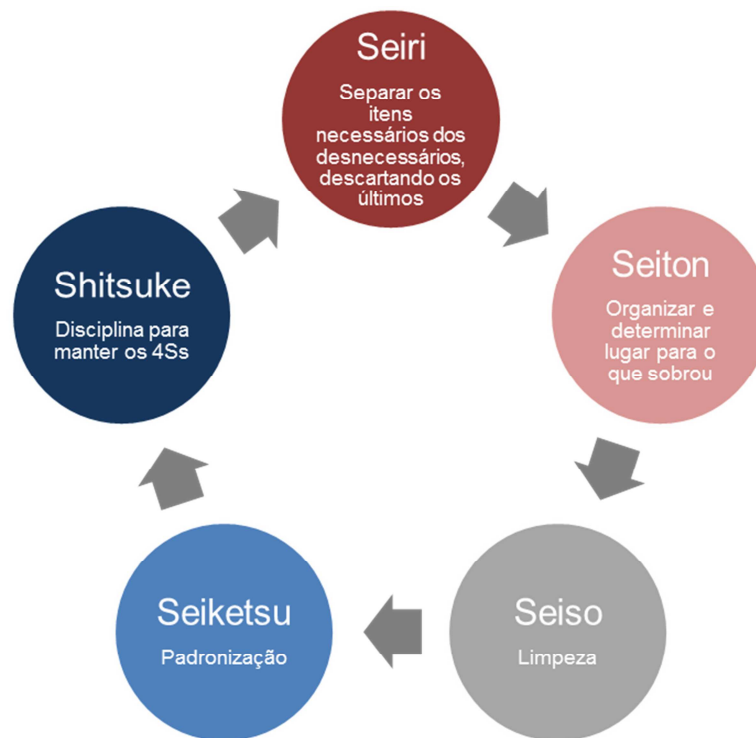 Seiri
Separar os
itens
necessários dos
desnecessários,
descartando os
últimos
Seiton
Organizar e
determinar
lugar para o
que sobrou
Seiso
Limpeza
Seiketsu
Padronização
Shitsuke
Disciplina para
manter os 4Ss